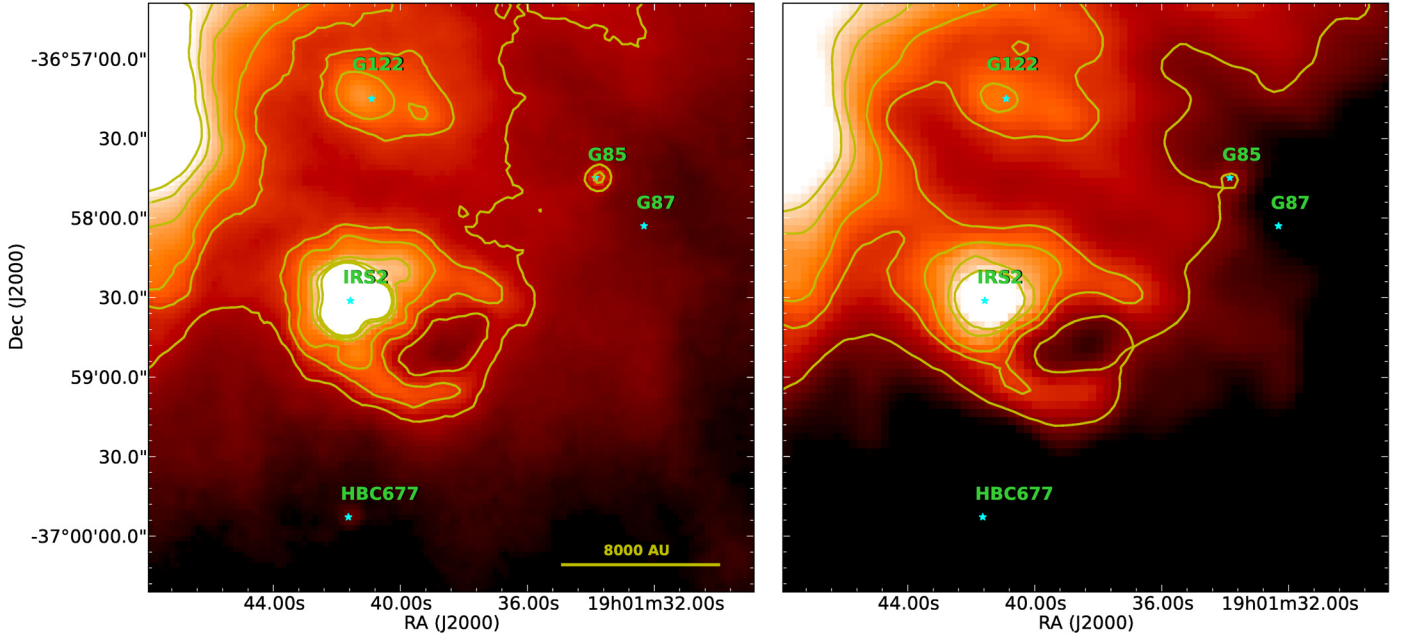 Dec (J2000)
-36°57'00.0"
30.0"
58'00.0"
30.0"
59'00.0"
30.0"
-37°00'00.0"
G122
G85
G87
IRS2
HBC677
8000 AU
44.00s 40.00s 36.00s 19h01m32.00s
RA (J2000)
G122
G85
G87
IRS2
HBC677
44.00s 40.00s 36.00s 19h01m32.00s
RA (J2000)